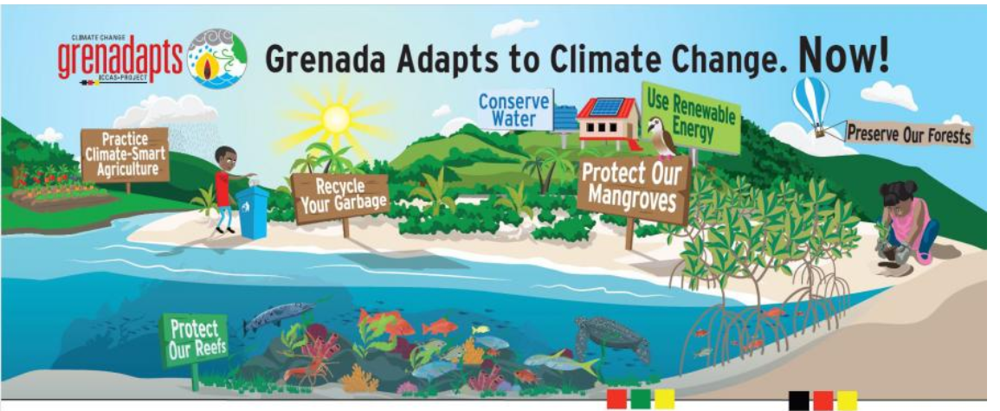 CLIMATE CHANGE
grenadapts
ICCAS•PROJECT
Grenada Adapts to Climate Change. Now!
Conserve
Water
Use Renewable
Energy
Preserve Our Forests
Practice
Climate-Smart
Agriculture
Recycle
Your Garbage
Protect Our
Mangroves
Protect
Our Reefs